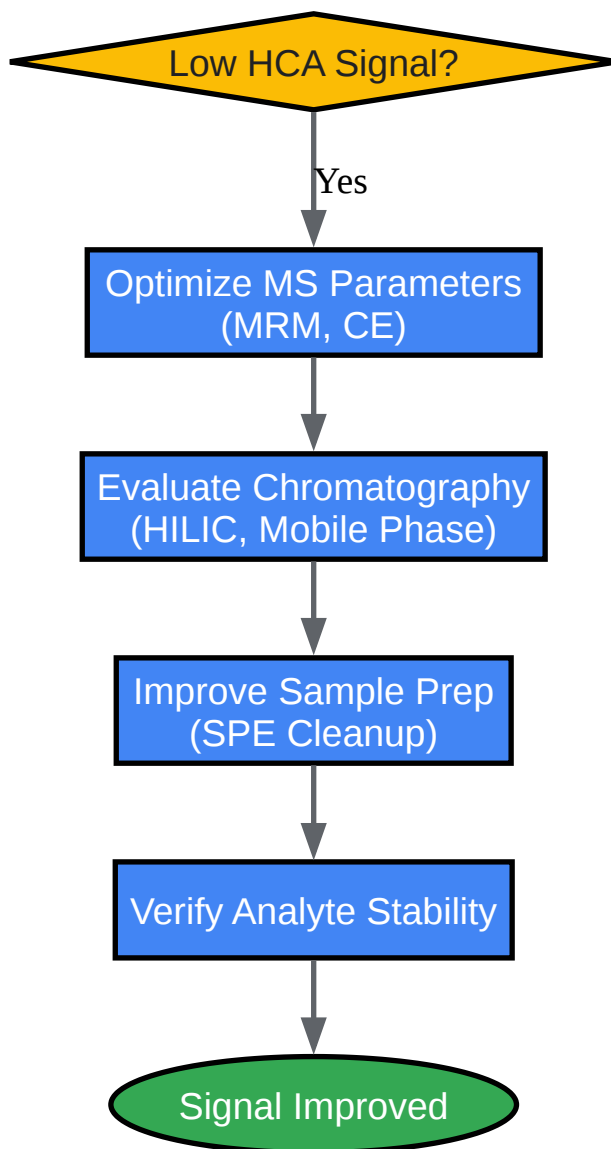 Low HCA Signal?
Yes
Optimize MS Parameters
(MRM, CE)
Evaluate Chromatography
(HILIC, Mobile Phase)
Improve Sample Prep
(SPE Cleanup)
Verify Analyte Stability
Signal Improved